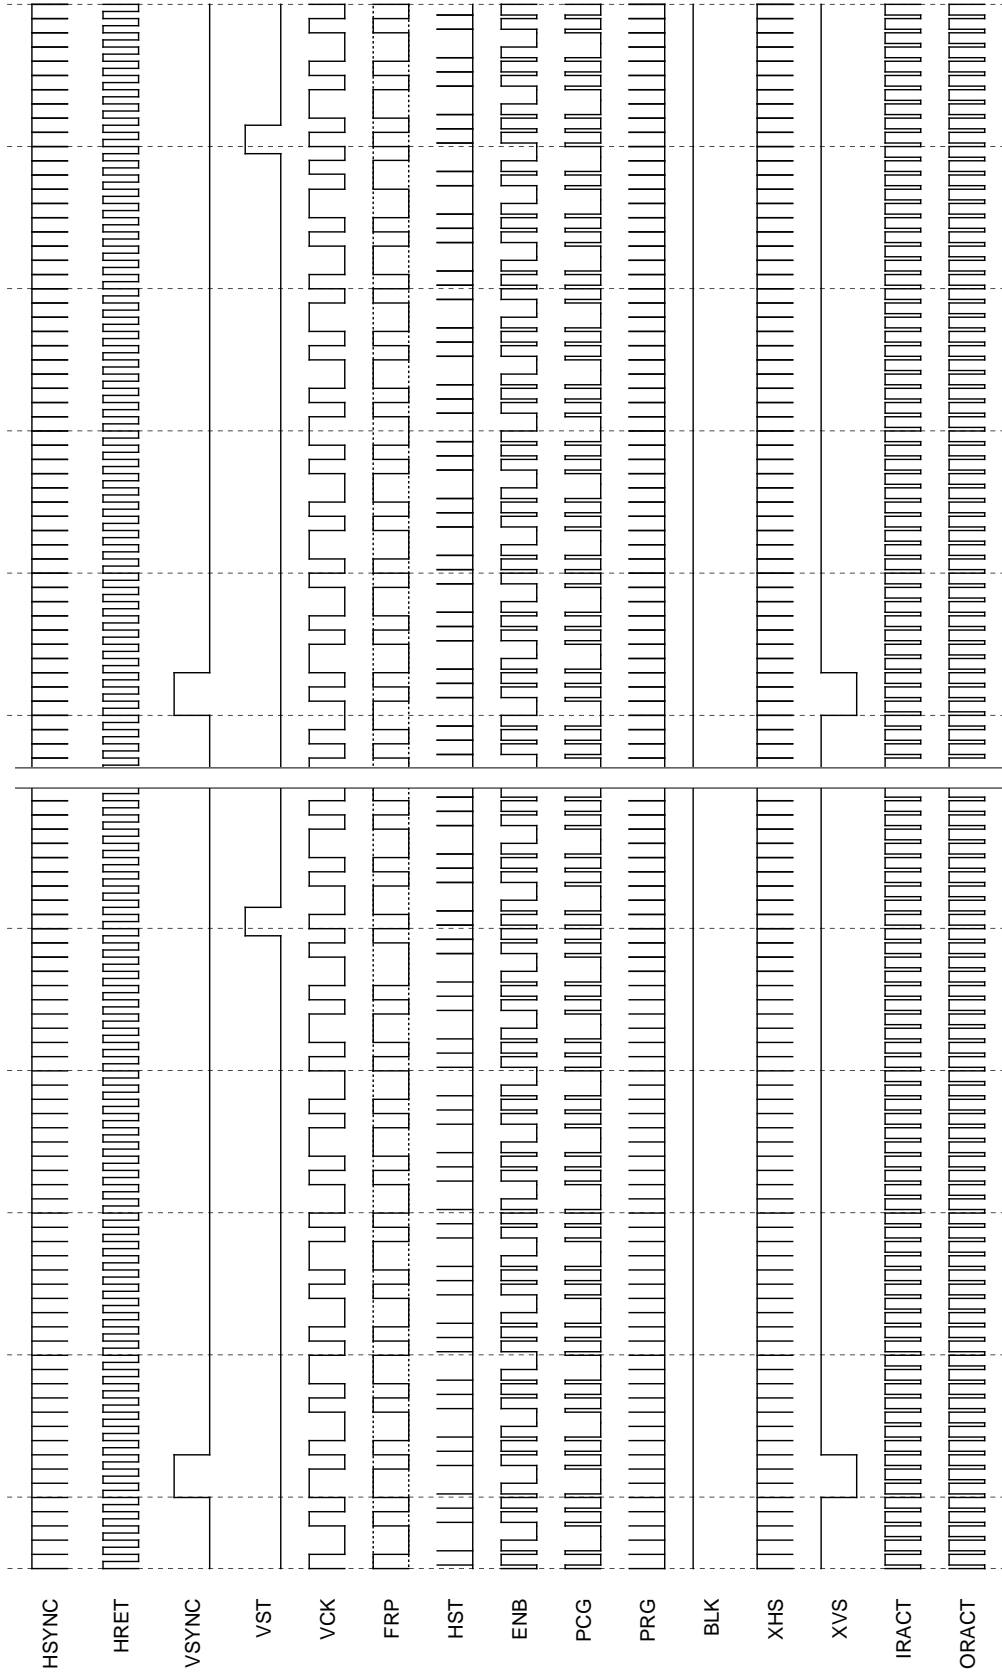 HSYNC
HRET
VSYNC
VST
VCK
FRP
HST
ENB
PCG
PRG
BLK
XHS
XVS
IRACT
ORACT